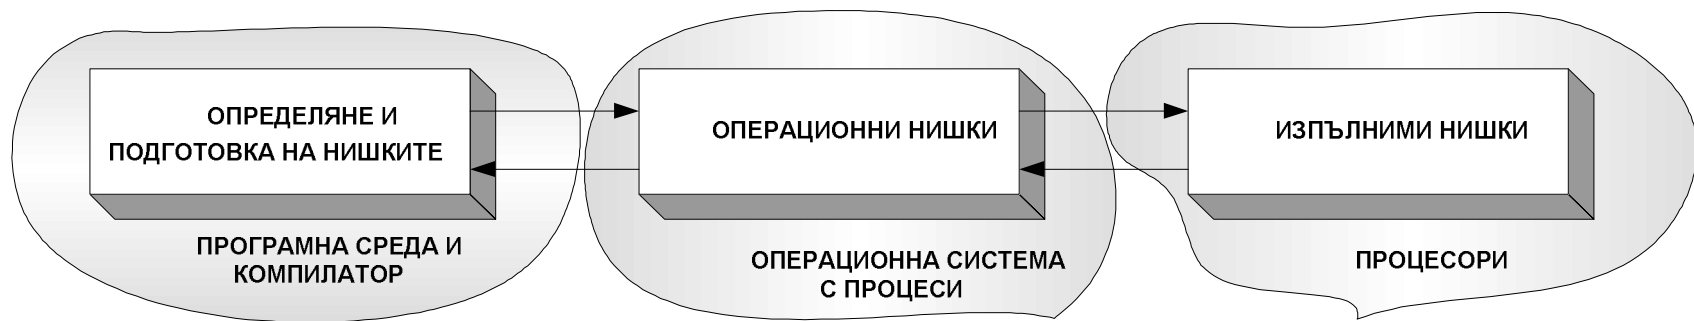 ОПРЕДЕЛЯНЕ И
ПОДГОТОВКА НА НИШКИТЕ
ПРОГРАМНА СРЕДА И
КОМПИЛАТОР
ОПЕРАЦИОННИ НИШКИ
ОПЕРАЦИОННА СИСТЕМА
С ПРОЦЕСИ
ИЗПЪЛНИМИ НИШКИ
ПРОЦЕСОРИ